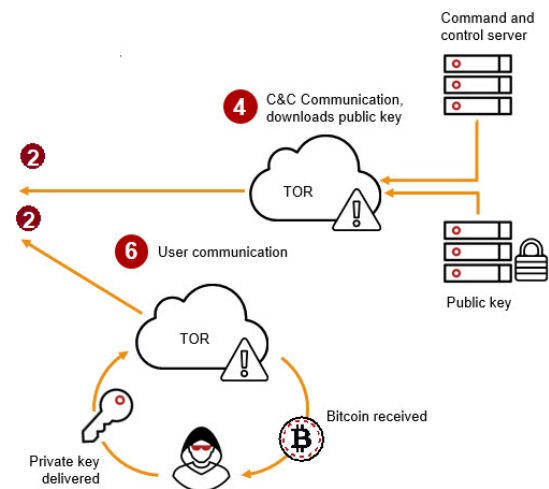 Command and
control server
4
C&C Communication,
downloads public key
2
TOR
2
6
User communication
Public key
TOR
Bitcoin received
B
Private key
delivered